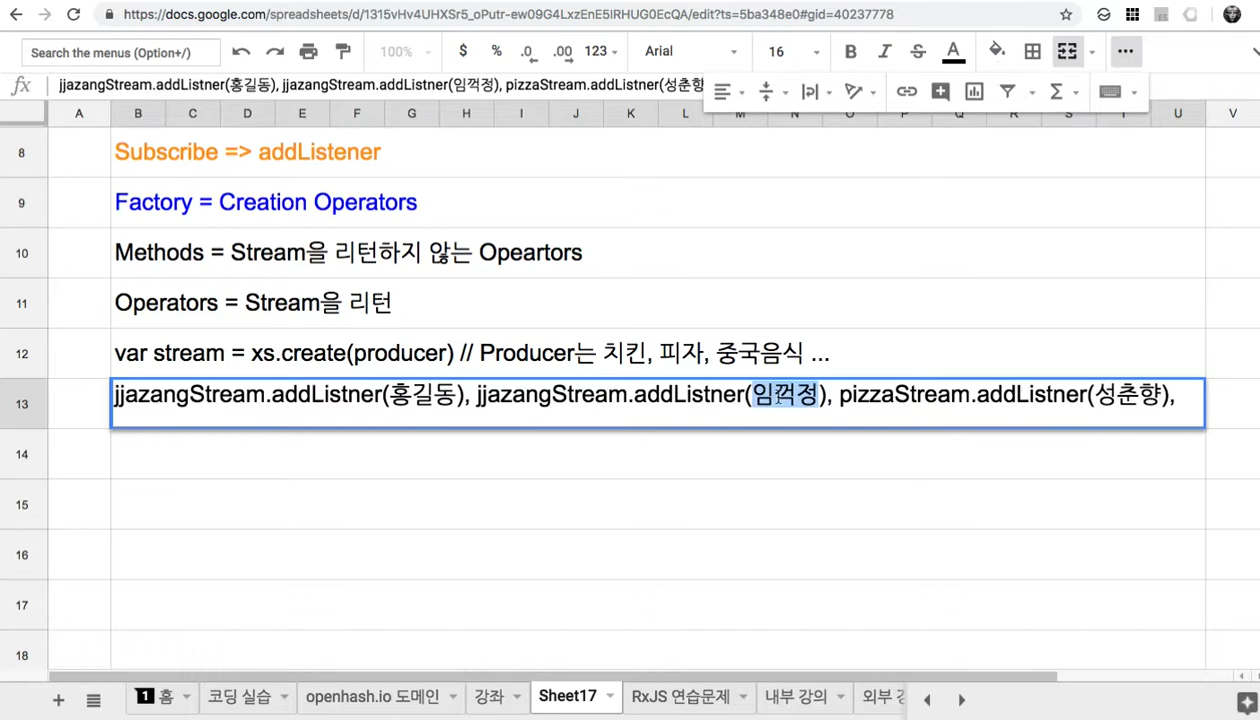 https://docs.google.com/spreadsheets/d/1315vHv4UHXSr5_oPutr-ew09G4LxzEnE5IRHUG0EcQA/edit?ts=5ba348e0#gid=40237778
Search the menus (Option+/) 100% $ % .0 .00 123 Arial 16 B I S A
fx jjazangStream.addListner(홍길동), jjazangStream.addListner(임꺽정), pizzaStream.addListner(성춘향)
A B C D E F G H I J K L M N O P Q R S T U V
8 Subscribe => addListener
9 Factory = Creation Operators
10 Methods = Stream을 리턴하지 않는 Opeartors
11 Operators = Stream을 리턴
12 var stream = xs.create(producer) // Producer는 치킨, 피자, 중국음식 ...
13 jjazangStream.addListner(홍길동), jjazangStream.addListner(임꺽정), pizzaStream.addListner(성춘향),
14
15
16
17
18
1 홈 코딩 실습 openhash.io 도메인 강좌 Sheet17 RxJS 연습문제 내부 강의 외부